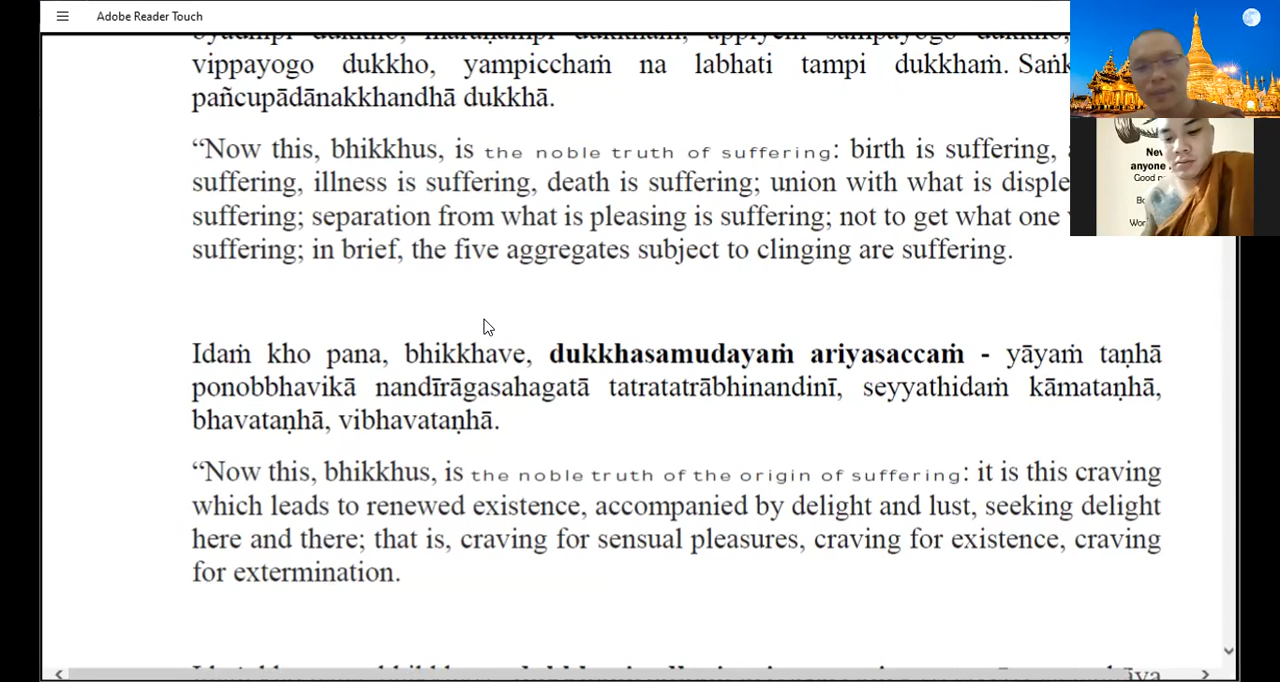 Adobe Reader Touch
vippayogo dukkho, yampicchaṁ na labhati tampi dukkhaṁ. Saṅk
pañcupādānakkhandhā dukkhā.
“Now this, bhikkhus, is the noble truth of suffering: birth is suffering,
suffering, illness is suffering, death is suffering; union with what is disple
suffering; separation from what is pleasing is suffering; not to get what one
suffering; in brief, the five aggregates subject to clinging are suffering.
Idaṁ kho pana, bhikkhave, dukkhasamudayaṁ ariyasaccaṁ - yāyaṁ taṇhā
ponobbhavikā nandīrāgasahagatā tatratatrābhinandinī, seyyathidaṁ kāmataṇhā,
bhavataṇhā, vibhavataṇhā.
“Now this, bhikkhus, is the noble truth of the origin of suffering: it is this craving
which leads to renewed existence, accompanied by delight and lust, seeking delight
here and there; that is, craving for sensual pleasures, craving for existence, craving
for extermination.
anyone